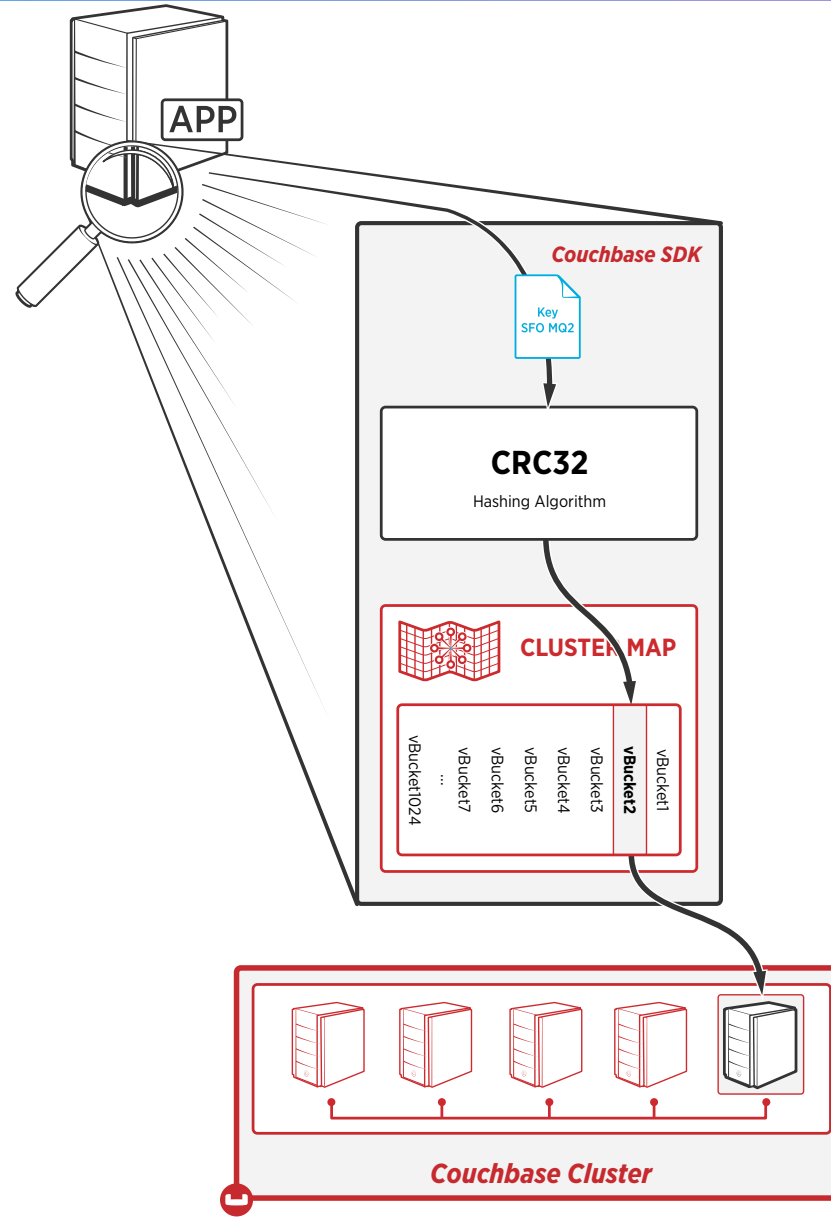 APP
Couchbase SDK
Key
SFO MQ2
CRC32
Hashing Algorithm
CLUSTER MAP
vBucket1024
...
vBucket7
vBucket6
vBucket5
vBucket4
vBucket3
vBucket2
vBucket1
Couchbase Cluster